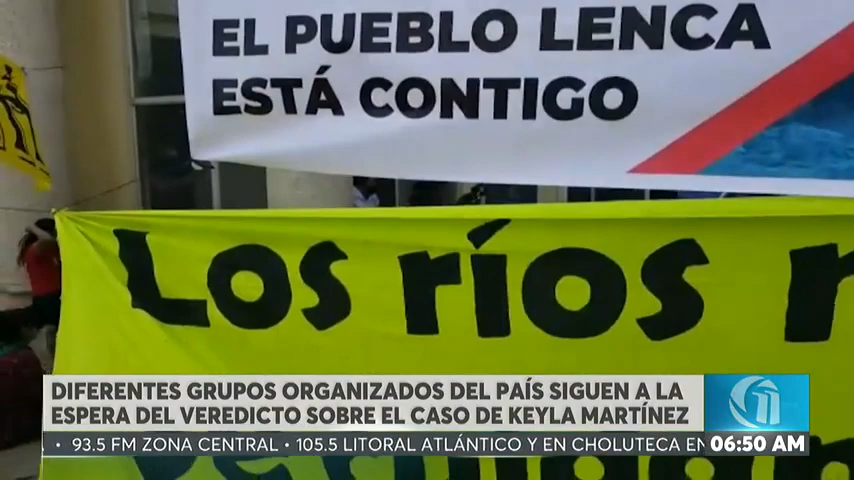 EL PUEBLO LENCA
ESTÁ CONTIGO
Los ríos
DIFERENTES GRUPOS ORGANIZADOS DEL PAÍS SIGUEN A LA
ESPERA DEL VEREDICTO SOBRE EL CASO DE KEYLA MARTÍNEZ
11
• 93.5 FM ZONA CENTRAL • 105.5 LITORAL ATLÁNTICO Y EN CHOLUTECA EN
06:50 AM